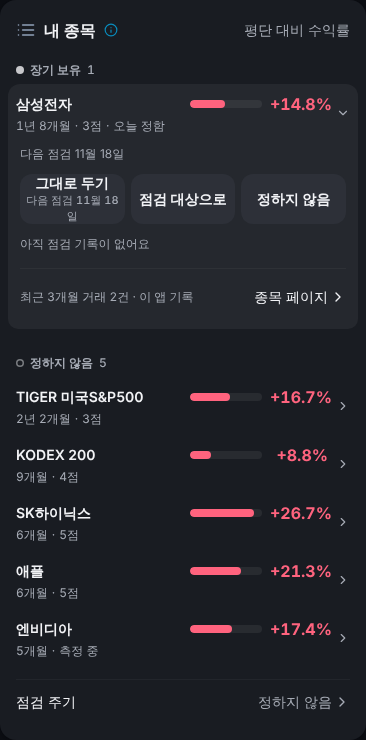 내 종목
평단 대비 수익률
장기 보유 1
삼성전자 +14.8%
1년 8개월 · 3점 · 오늘 정함
다음 점검 11월 18일
그대로 두기
다음 점검 11월 18
일
점검 대상으로
정하지 않음
아직 점검 기록이 없어요
최근 3개월 거래 2건 · 이 앱 기록
종목 페이지
정하지 않음 5
TIGER 미국S&P500 +16.7%
2년 2개월 · 3점
KODEX 200 +8.8%
9개월 · 4점
SK하이닉스 +26.7%
6개월 · 5점
애플 +21.3%
6개월 · 5점
엔비디아 +17.4%
5개월 · 측정 중
점검 주기
정하지 않음